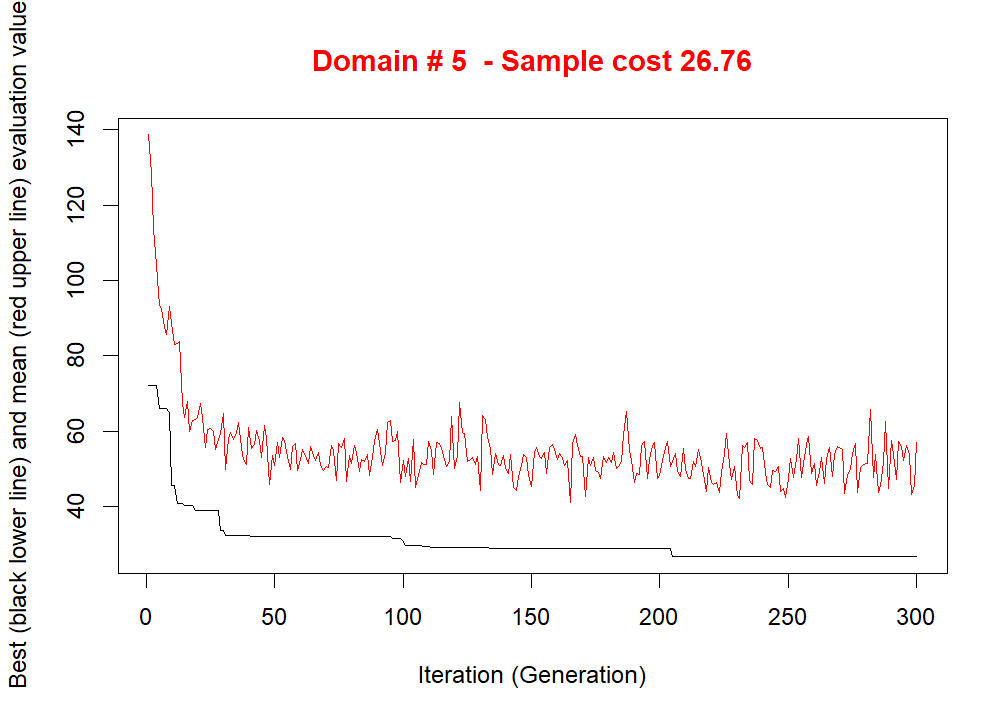 Domain # 5  - Sample cost 26.76
Best (black lower line) and mean (red upper line) evaluation value
140
120
100
80
60
40
0 50 100 150 200 250 300
Iteration (Generation)